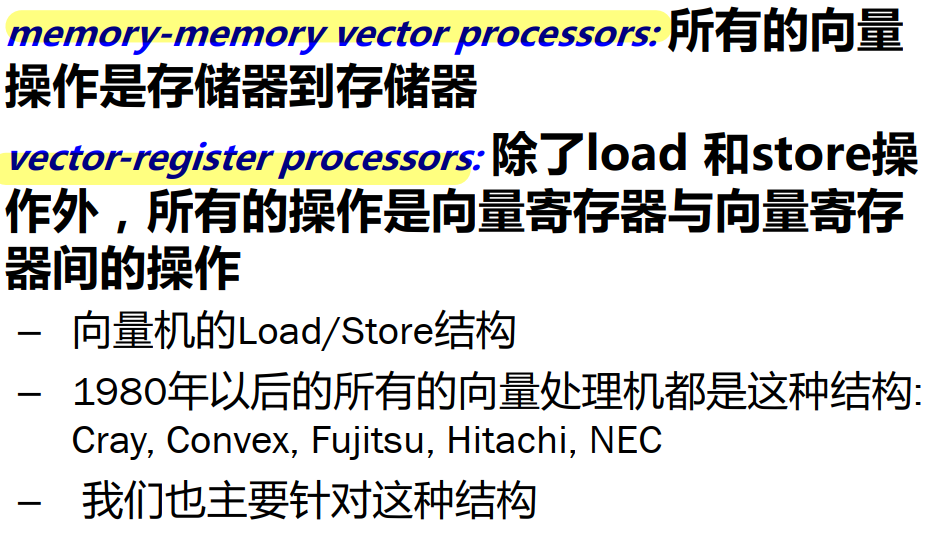 memory-memory vector processors: 所有的向量
操作是存储器到存储器
vector-register processors: 除了load 和store操
作外，所有的操作是向量寄存器与向量寄存
器间的操作
– 向量机的Load/Store结构
– 1980年以后的所有的向量处理机都是这种结构:
Cray, Convex, Fujitsu, Hitachi, NEC
– 我们也主要针对这种结构